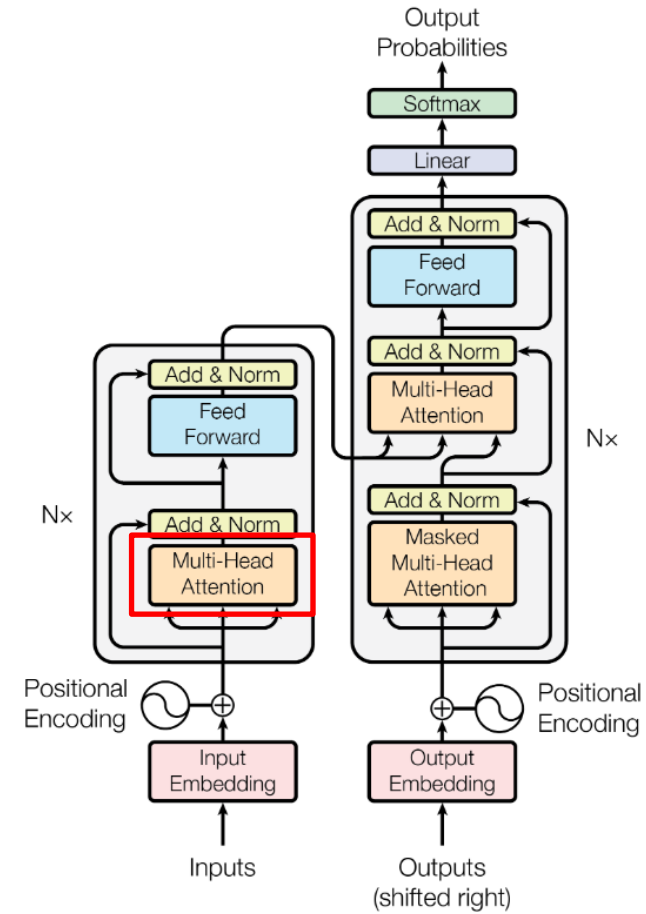 Output
Probabilities
Softmax
Linear
Add & Norm
Feed
Forward
Add & Norm
Multi-Head
Attention
Nx
Add & Norm
Masked
Multi-Head
Attention
Add & Norm
Feed
Forward
Nx
Add & Norm
Multi-Head
Attention
Positional
Encoding
Positional
Encoding
Input
Embedding
Output
Embedding
Inputs
Outputs
(shifted right)